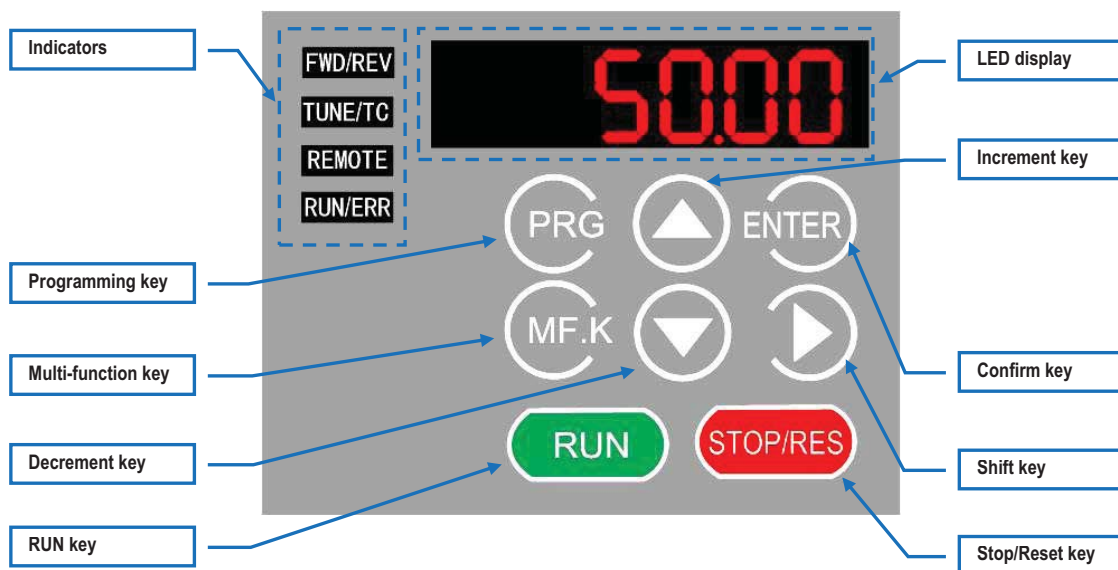 Indicators
FWD/REV
TUNE/TC
REMOTE
RUN/ERR
50.00
LED display
Increment key
PRG
ENTER
Programming key
MF.K
Multi-function key
Confirm key
Decrement key
RUN
STOP/RES
Shift key
RUN key
Stop/Reset key